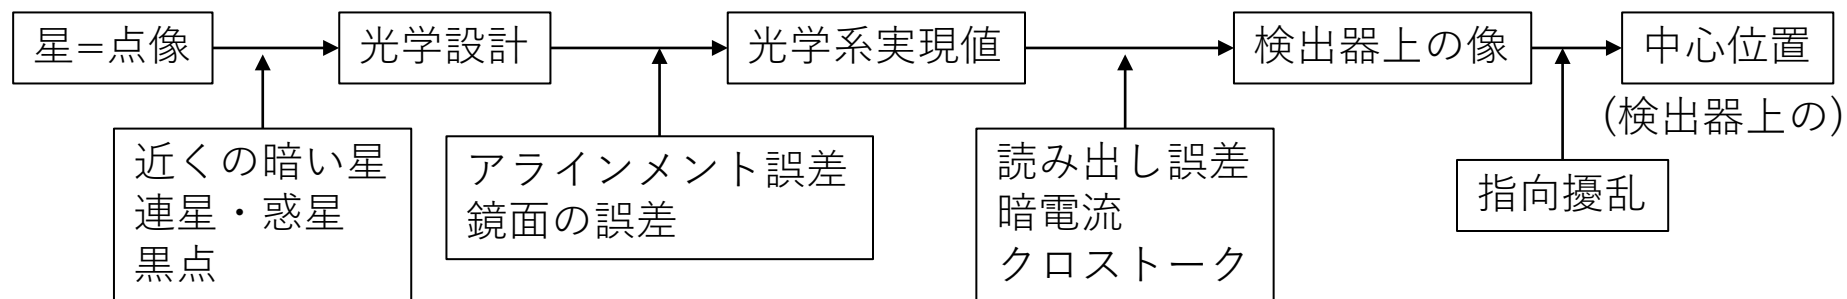 星=点像
光学設計
光学系実現値
検出器上の像
中心位置
(検出器上の)
近くの暗い星
連星・惑星
黒点
アラインメント誤差
鏡面の誤差
読み出し誤差
暗電流
クロストーク
指向擾乱